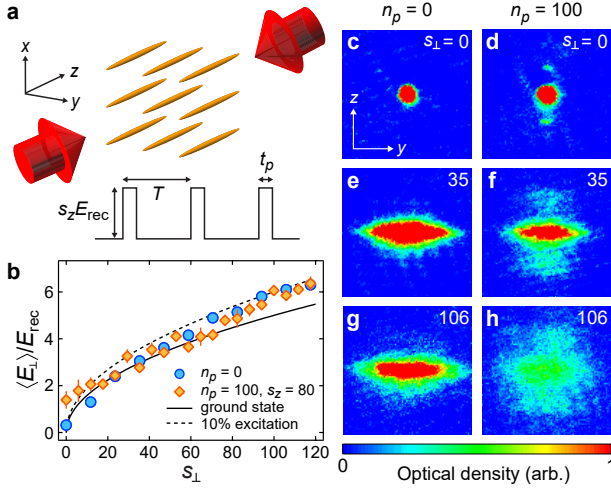 a
x
z
y
s_zE_rec
T
t_p
b
⟨E_⊥⟩/E_rec
6
4
2
0
0 20 40 60 80 100 120
s_⊥
n_p = 0
n_p = 100, s_z = 80
ground state
10% excitation
n_p = 0 n_p = 100
c s_⊥= 0 d s_⊥= 0
z
y
e 35 f 35
g 106 h 106
0 1
Optical density (arb.)